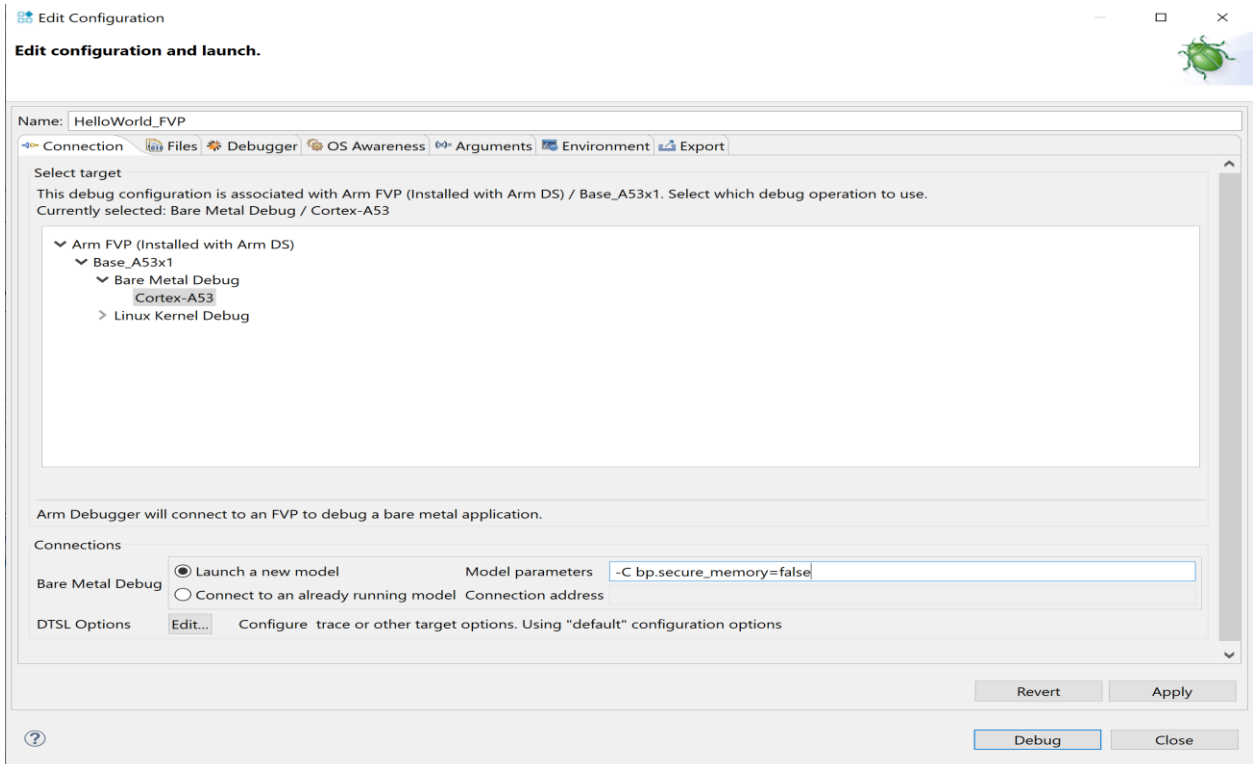 Edit Configuration
Edit configuration and launch.
Name: HelloWorld_FVP
Connection Files Debugger OS Awareness Arguments Environment Export
Select target
This debug configuration is associated with Arm FVP (Installed with Arm DS) / Base_A53x1. Select which debug operation to use.
Currently selected: Bare Metal Debug / Cortex-A53
Arm FVP (Installed with Arm DS)
Base_A53x1
Bare Metal Debug
Cortex-A53
Linux Kernel Debug
Arm Debugger will connect to an FVP to debug a bare metal application.
Connections
Bare Metal Debug
Launch a new model Model parameters -C bp.secure_memory=false
Connect to an already running model Connection address
DTSL Options Edit... Configure trace or other target options. Using "default" configuration options
Revert Apply
? Debug Close